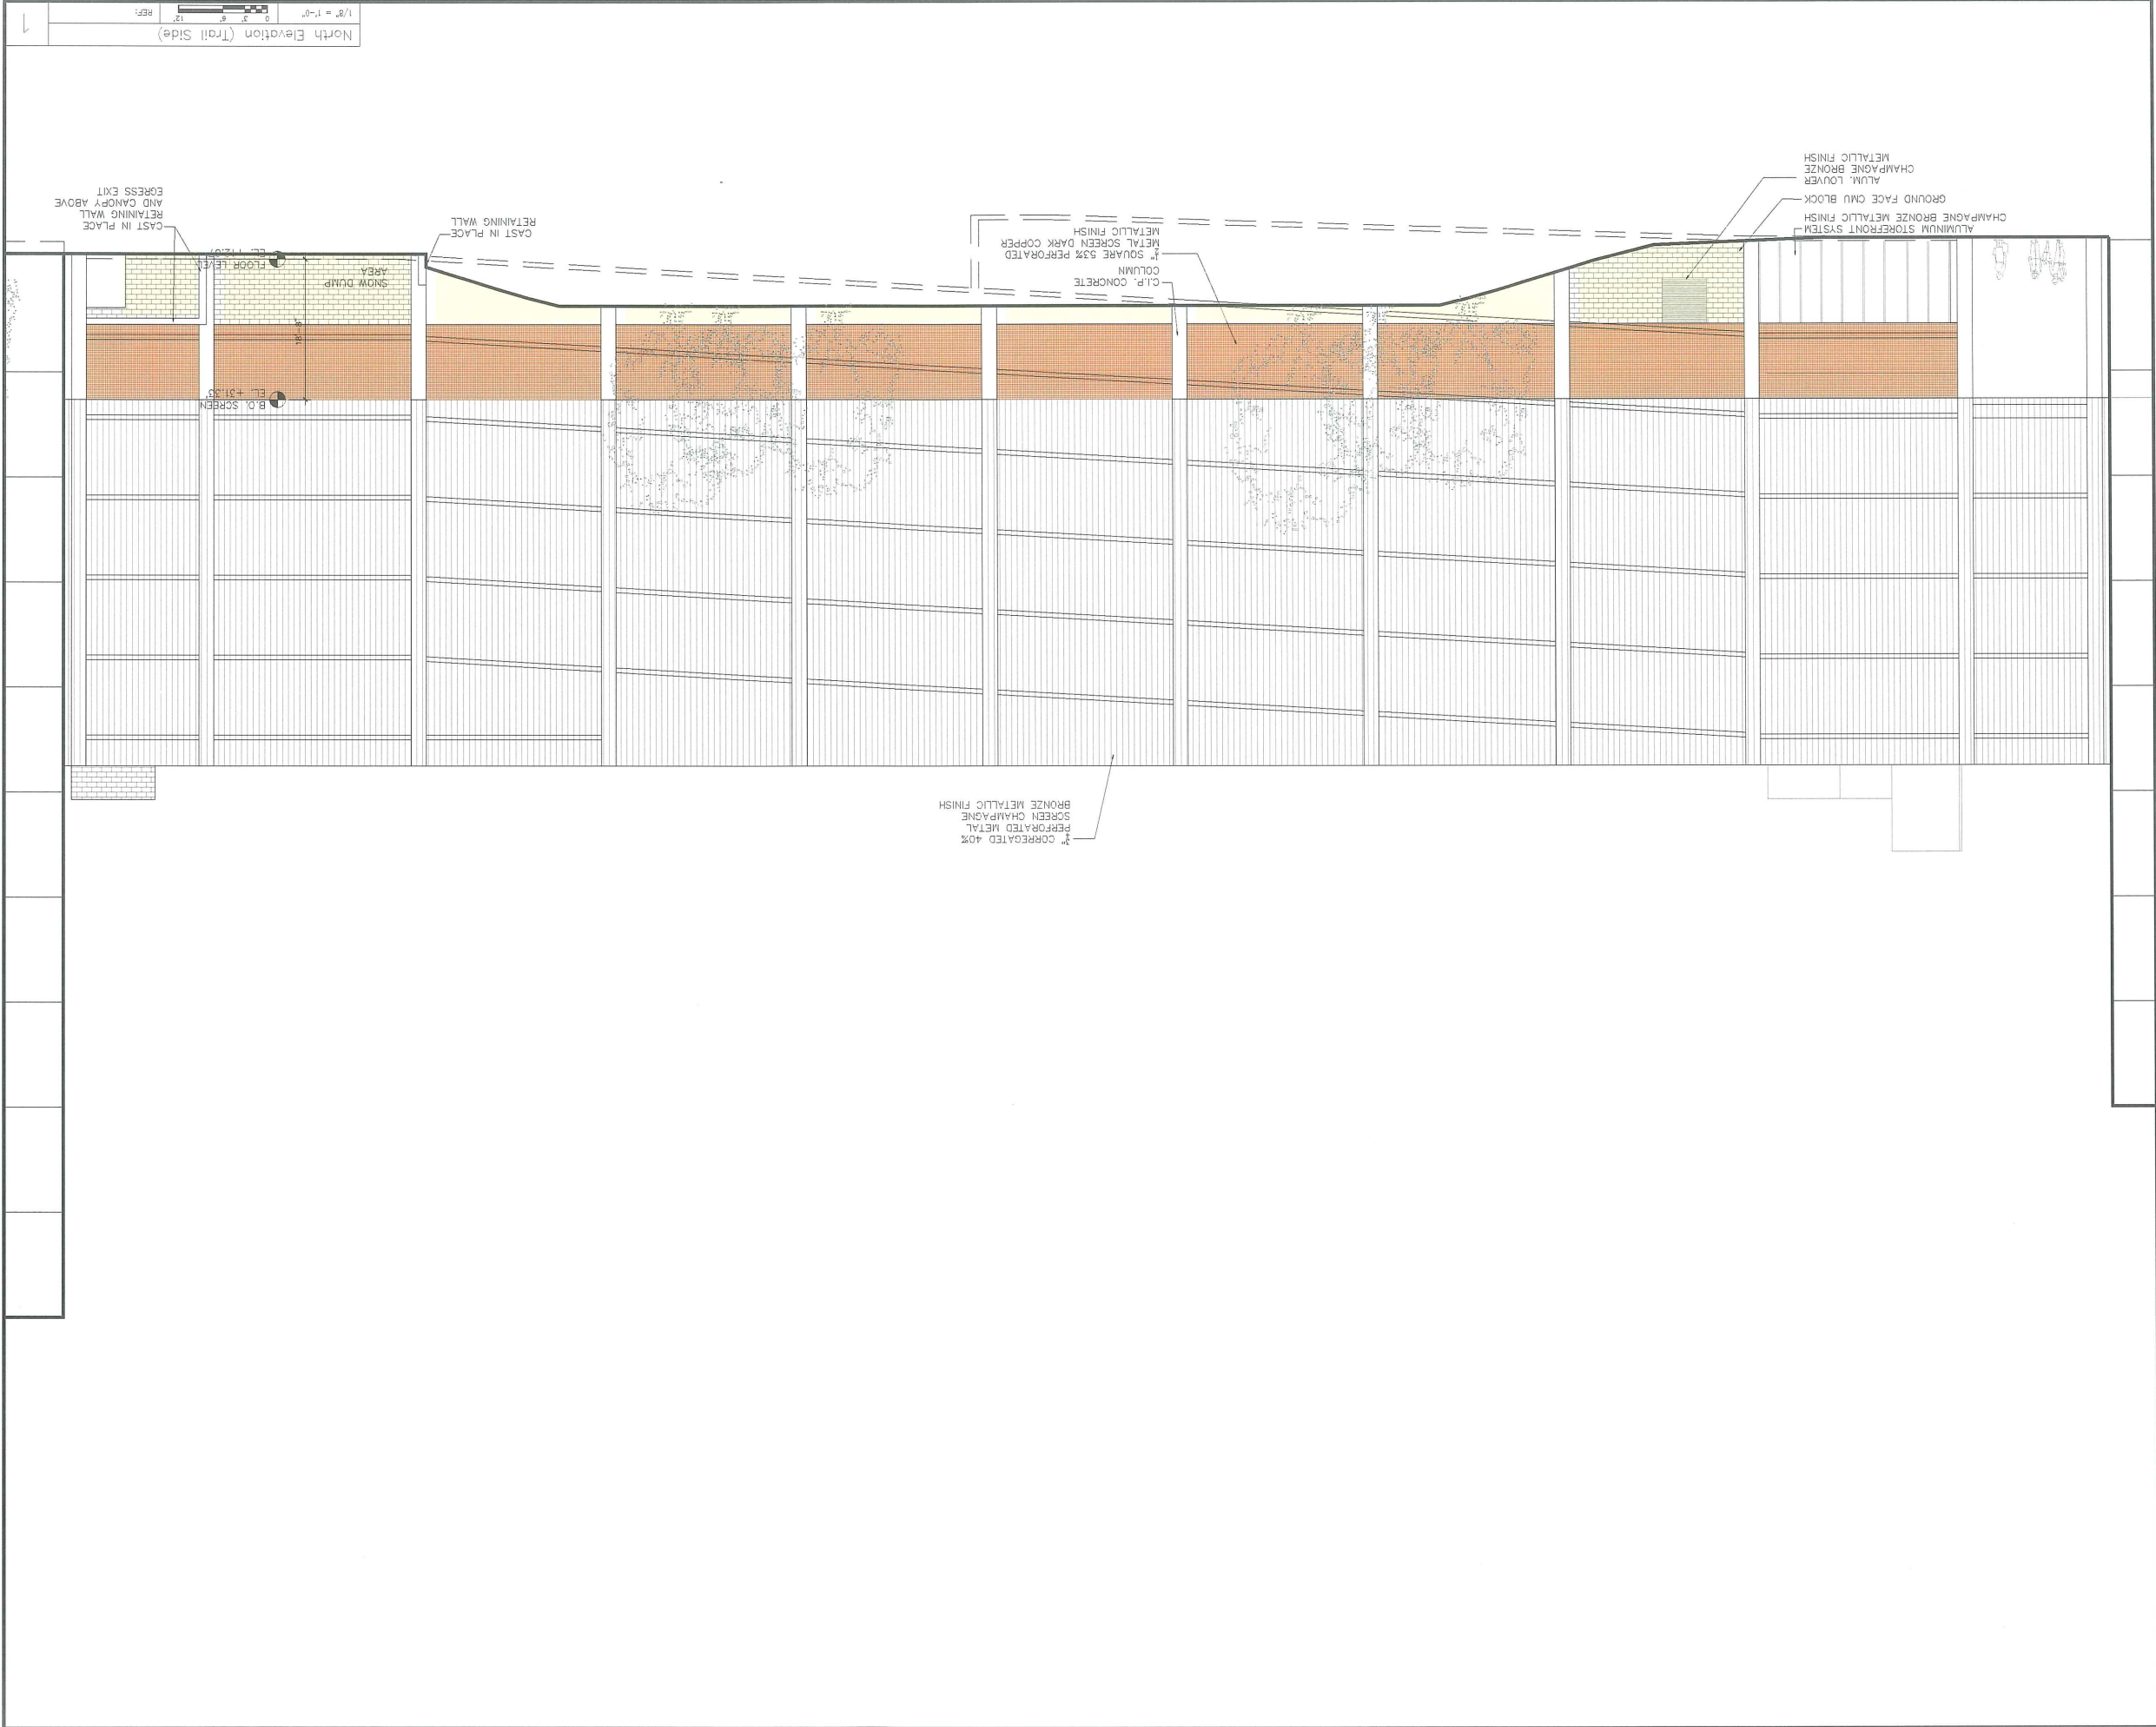 ¾" CORREGATED 40%
PERFORATED METAL
SCREEN CHAMPAGNE
BRONZE METALLIC FINISH
B.O. SCREEN
EL. +31.33'
18'-8"
SNOW DUMP
AREA
FLOOR LEVEL
C.I.P. CONCRETE
COLUMN
SQUARE 53% PERFORATED
METAL SCREEN DARK COPPER
METALLIC FINISH
ALUMINUM STOREFRONT SYSTEM
CHAMPAGNE BRONZE METALLIC FINISH
GROUND FACE CMU BLOCK
ALUM. LOUVER
CHAMPAGNE BRONZE
METALLIC FINISH
CAST IN PLACE
RETAINING WALL
CAST IN PLACE
RETAINING WALL
AND CANOPY ABOVE
EGRESS EXIT
North Elevation (Trail Side)
1/8" = 1'-0"
0 3' 6' 12'
REF:
1